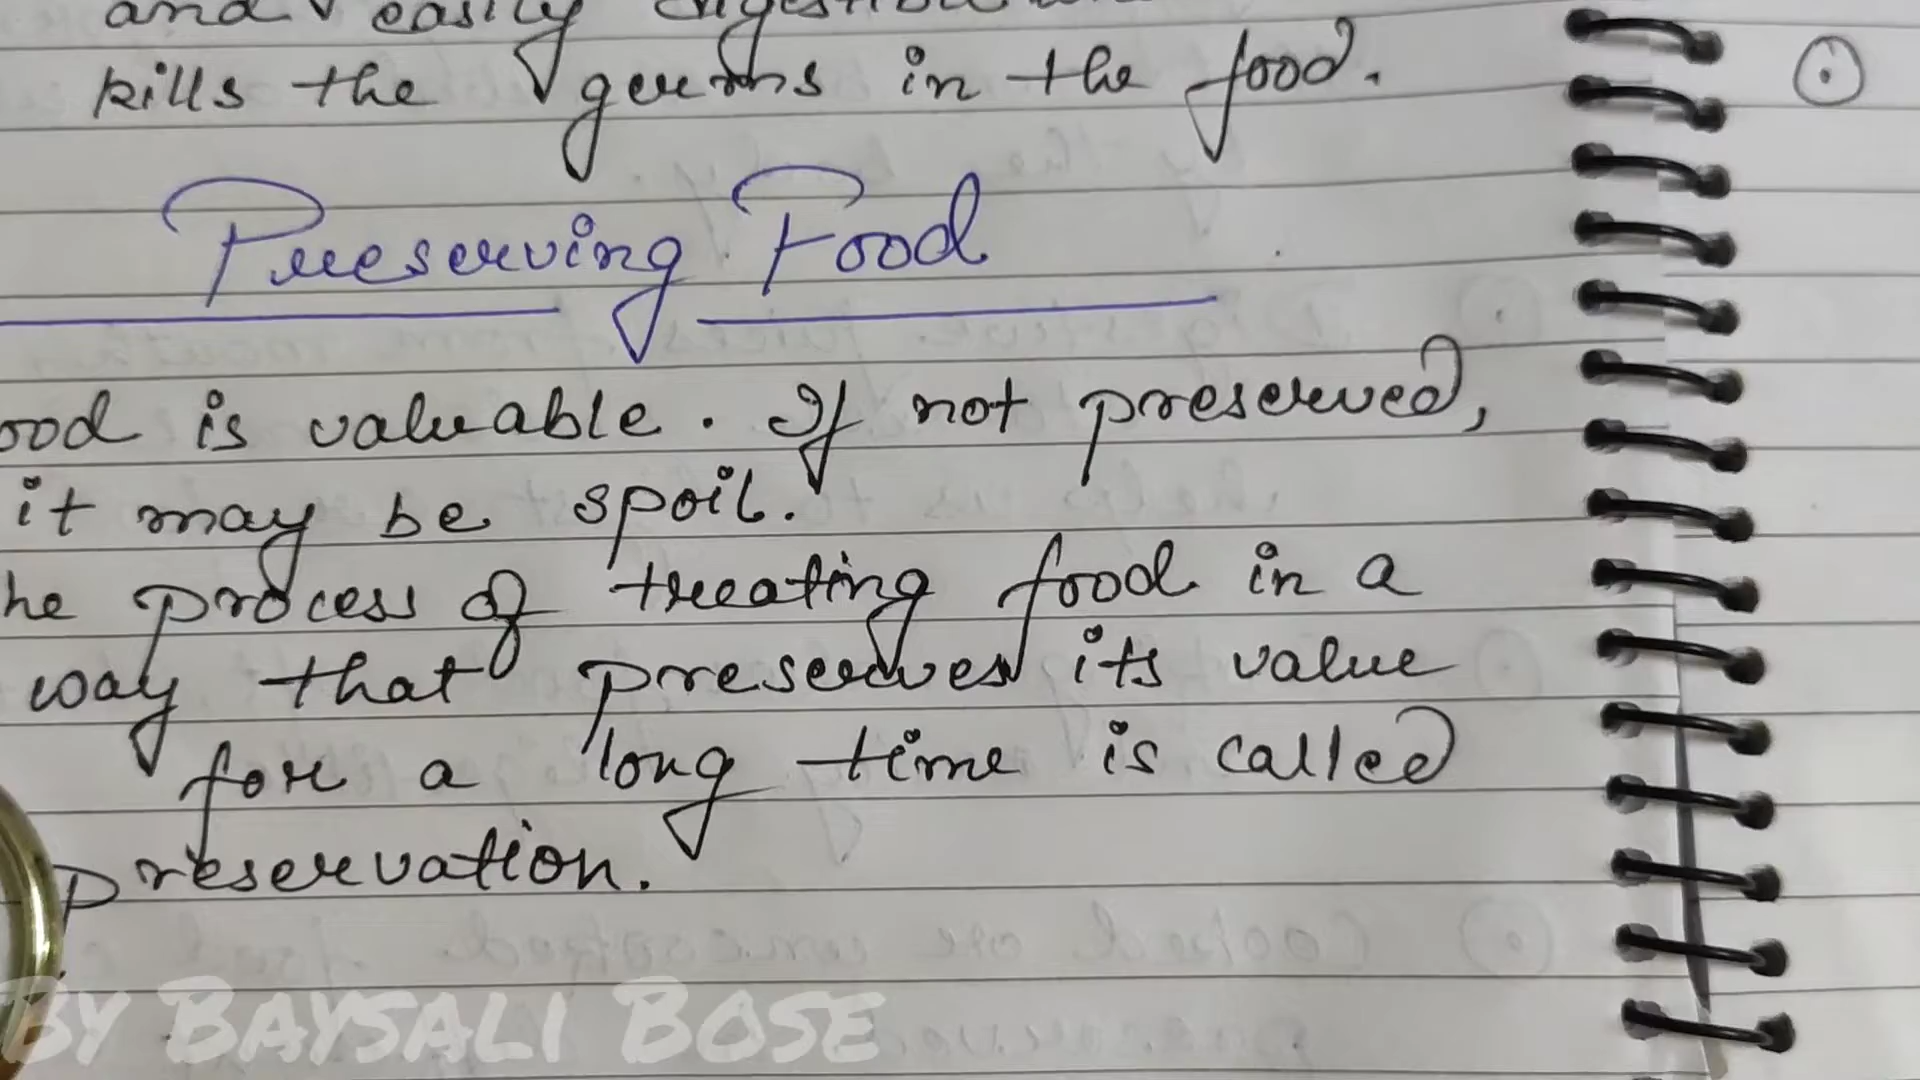 and easily
kills the germs in the food.
Preserving Food
ood is valuable. If not preserved,
it may be spoil.
he process of treating food in a
way that preserves its value
for a long time is called
preservation.
By Baysali Bose